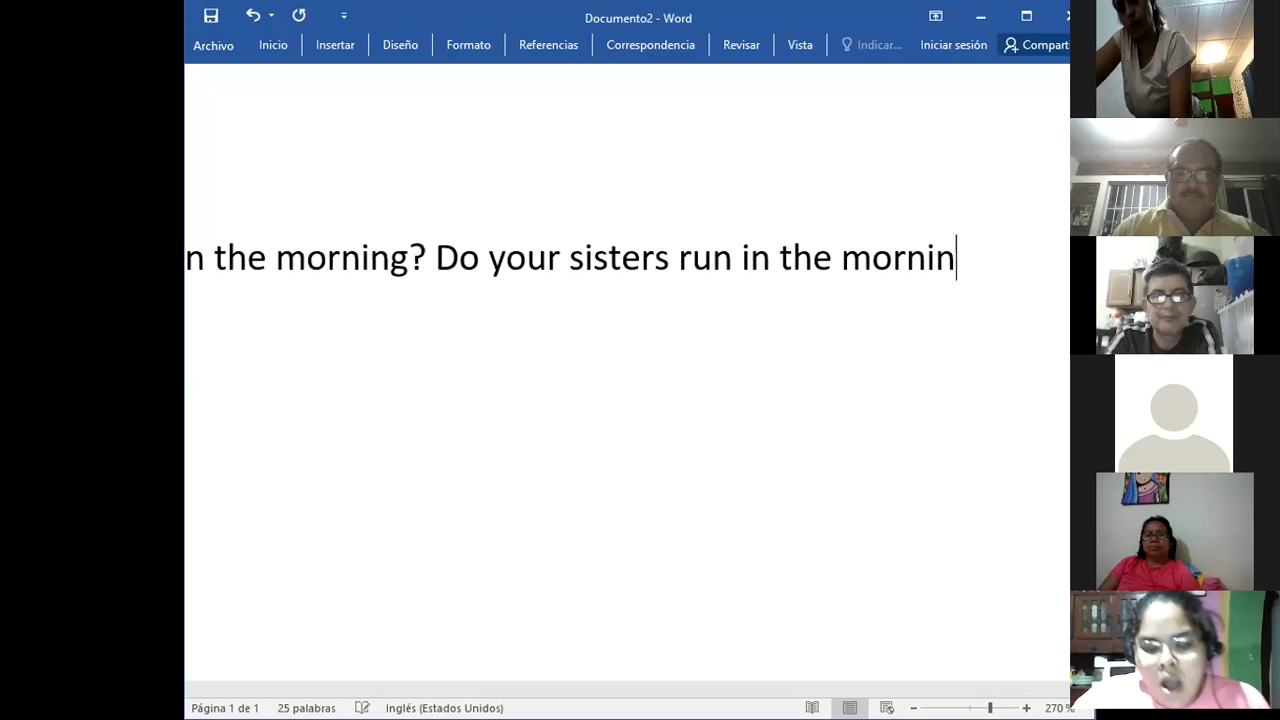 Documento2 - Word
Archivo Inicio Insertar Diseño Formato Referencias Correspondencia Revisar Vista Indicar... Iniciar sesión Comparti
n the morning? Do your sisters run in the mornin
Página 1 de 1 25 palabras Inglés (Estados Unidos) 270 %